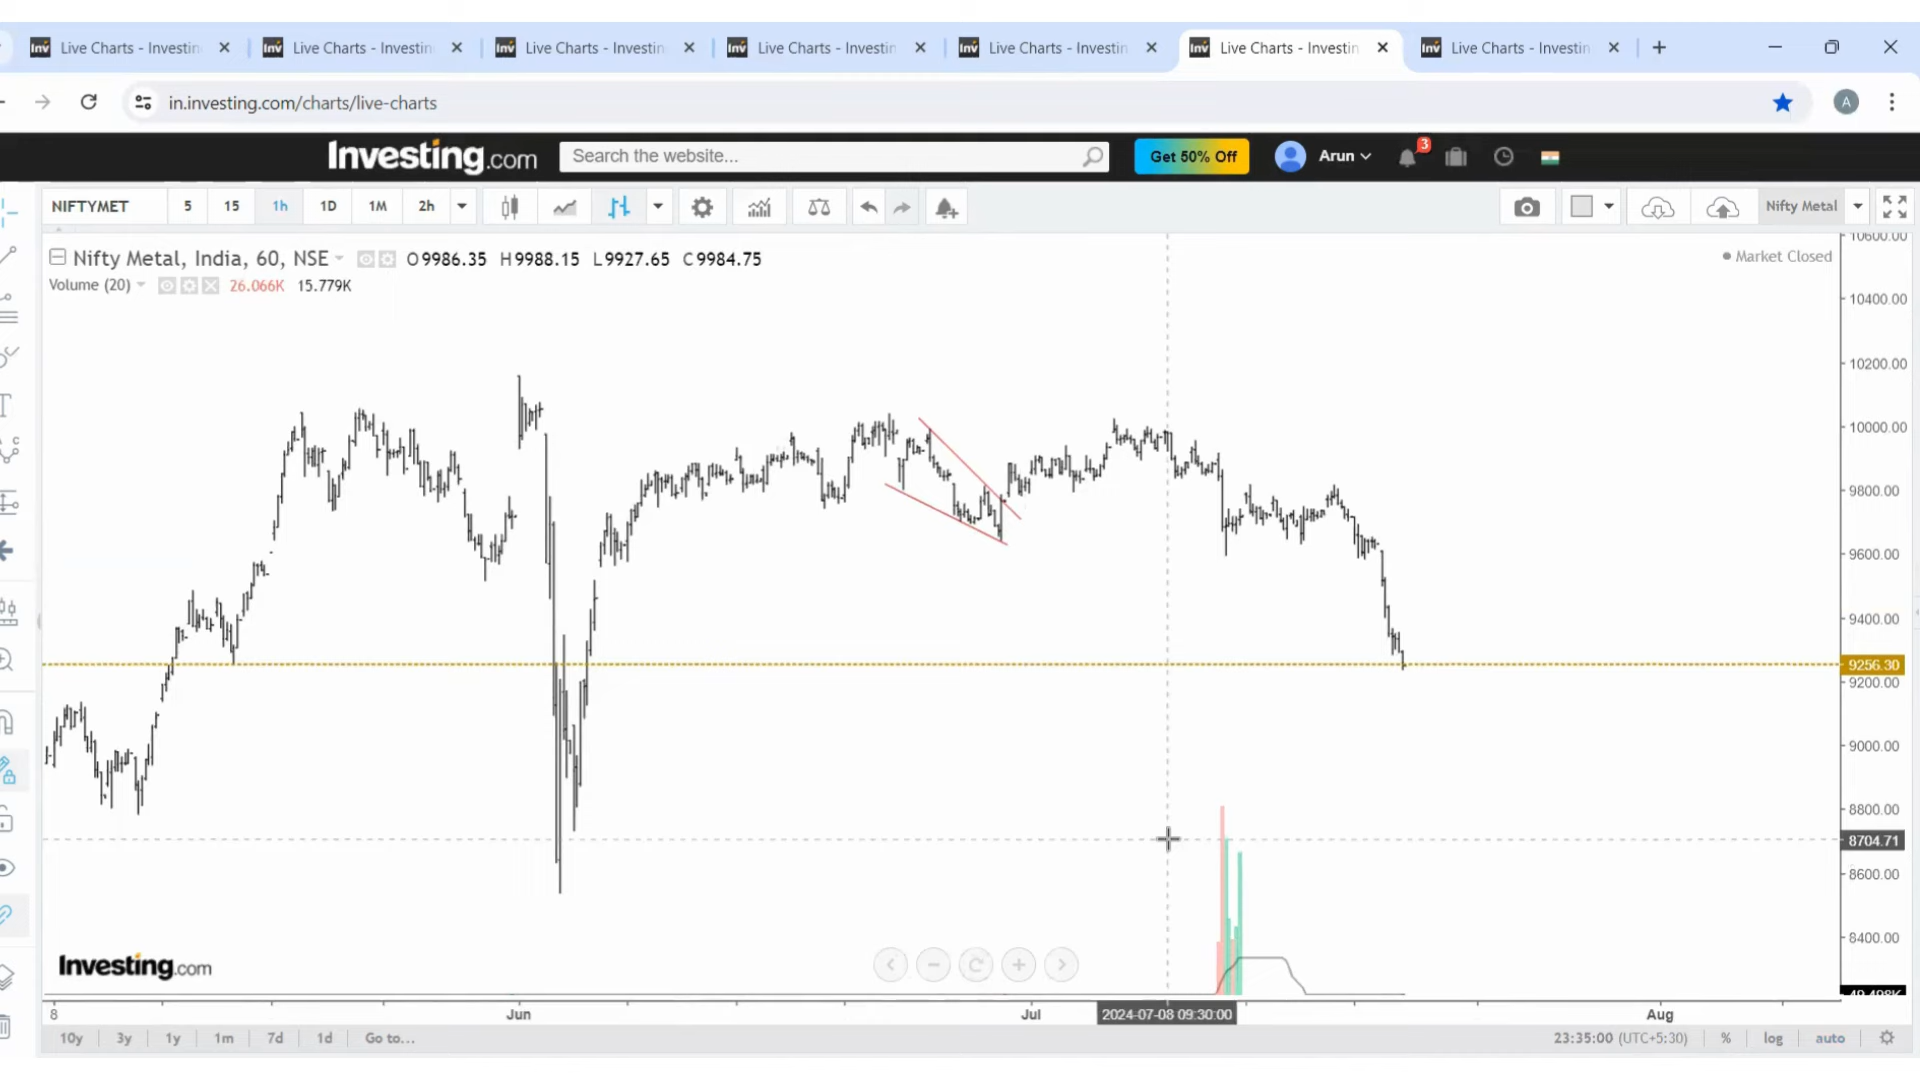 Live Charts - Investin
Live Charts - Investin
Live Charts - Investin
Live Charts - Investin
Live Charts - Investin
Live Charts - Investin
Live Charts - Investin
in.investing.com/charts/live-charts
A
Investing.com
Search the website...
Get 50% Off
Arun
3
NIFTYMET
5
15
1h
1D
1M
2h
Nifty Metal
Nifty Metal, India, 60, NSE
O9986.35 H9988.15 L9927.65 C9984.75
Market Closed
Volume (20)
26.066K 15.779K
10600.00
10400.00
10200.00
10000.00
9800.00
9600.00
9400.00
9256.30
9200.00
9000.00
8800.00
8704.71
8600.00
8400.00
Investing.com
8
Jun
Jul
2024-07-08 09:30:00
Aug
10y
3y
1y
1m
7d
1d
Go to...
23:35:00 (UTC+5:30)
%
log
auto